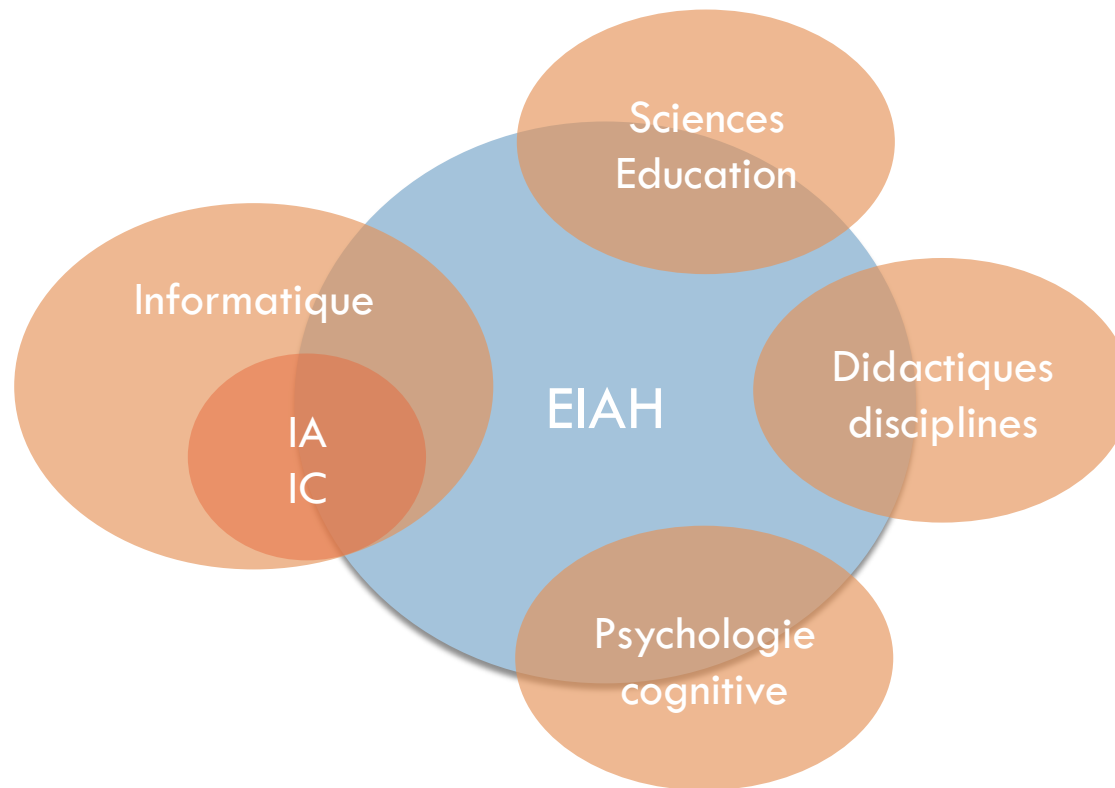 Sciences
Education
Informatique
Didactiques
disciplines
EIAH
IA
IC
Psychologie
cognitive